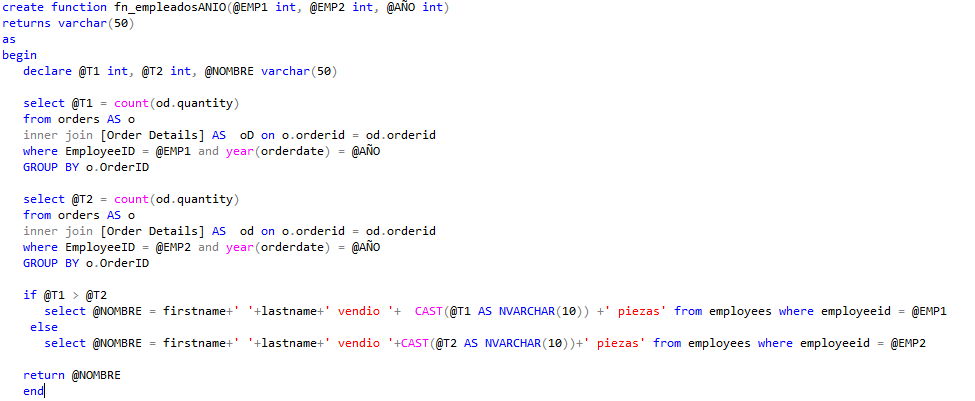 create function fn_empleadosANIO(@EMP1 int, @EMP2 int, @AÑO int)
returns varchar(50)
as
begin
declare @T1 int, @T2 int, @NOMBRE varchar(50)
select @T1 = count(od.quantity)
from orders AS o
inner join [Order Details] AS  oD on o.orderid = od.orderid
where EmployeeID = @EMP1 and year(orderdate) = @AÑO
GROUP BY o.OrderID
select @T2 = count(od.quantity)
from orders AS o
inner join [Order Details] AS  od on o.orderid = od.orderid
where EmployeeID = @EMP2 and year(orderdate) = @AÑO
GROUP BY o.OrderID
if @T1 > @T2
select @NOMBRE = firstname+' '+lastname+' vendio '+  CAST(@T1 AS NVARCHAR(10)) +' piezas' from employees where employeeid = @EMP1
else
select @NOMBRE = firstname+' '+lastname+' vendio '+CAST(@T2 AS NVARCHAR(10))+' piezas' from employees where employeeid = @EMP2
return @NOMBRE
end